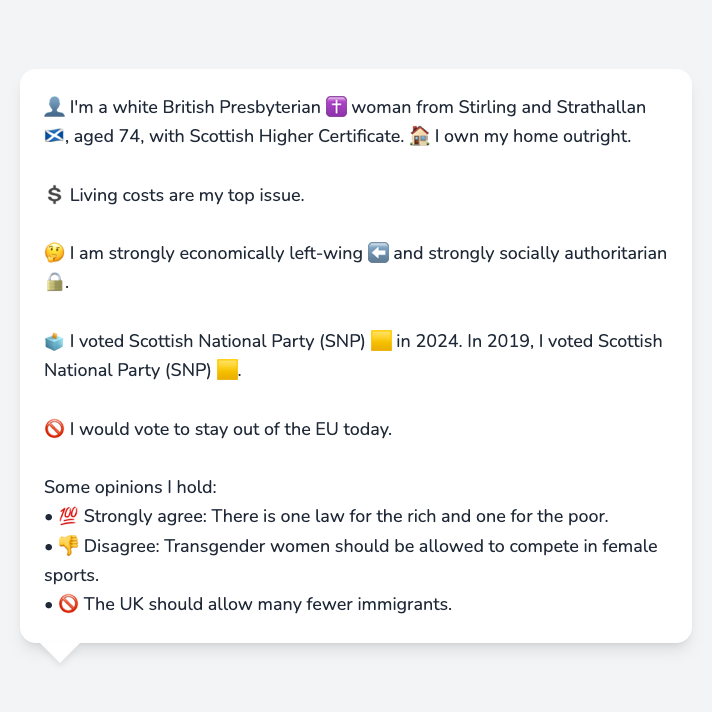 👤 I'm a white British Presbyterian ✝️ woman from Stirling and Strathallan
🏴󠁧󠁢󠁳󠁣󠁴󠁿, aged 74, with Scottish Higher Certificate. 🏠 I own my home outright.
💲 Living costs are my top issue.
🤔 I am strongly economically left-wing ⬅️ and strongly socially authoritarian
🔒.
🗳️ I voted Scottish National Party (SNP) 🟨 in 2024. In 2019, I voted Scottish
National Party (SNP) 🟨.
🚫 I would vote to stay out of the EU today.
Some opinions I hold:
• 💯 Strongly agree: There is one law for the rich and one for the poor.
• 👎 Disagree: Transgender women should be allowed to compete in female
sports.
• 🚫 The UK should allow many fewer immigrants.